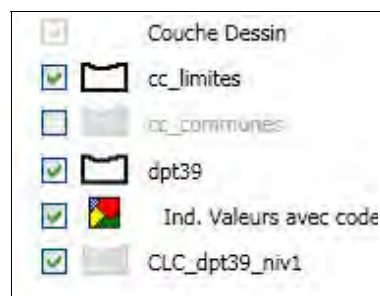 Couche Dessin
cc_limites
cc_communes
dpt39
Ind. Valeurs avec code
CLC_dpt39_niv1